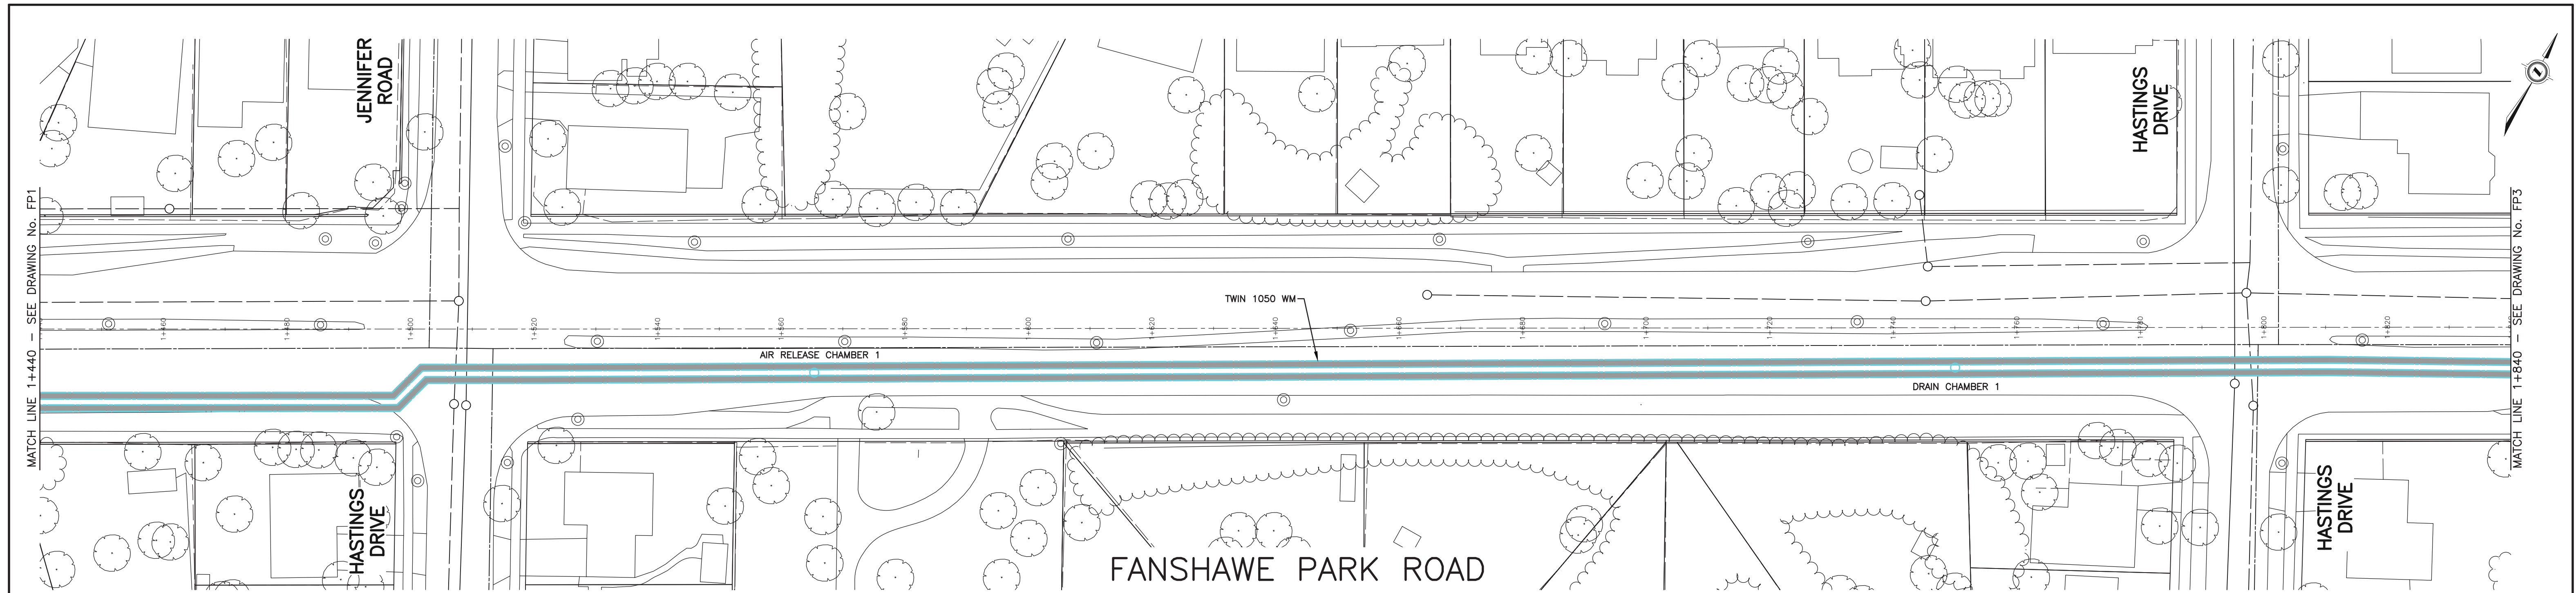 JENNIFER
ROAD
HASTINGS
DRIVE
MATCH LINE 1+440 – SEE DRAWING No. FP1
MATCH LINE 1+840 – SEE DRAWING No. FP3
TWIN 1050 WM
1+460
1+480
1+500
1+520
1+540
1+560
1+580
1+600
1+620
1+640
1+660
1+680
1+700
1+720
1+740
1+760
1+780
1+800
1+820
AIR RELEASE CHAMBER 1
DRAIN CHAMBER 1
HASTINGS
DRIVE
HASTINGS
DRIVE
FANSHAWE PARK ROAD